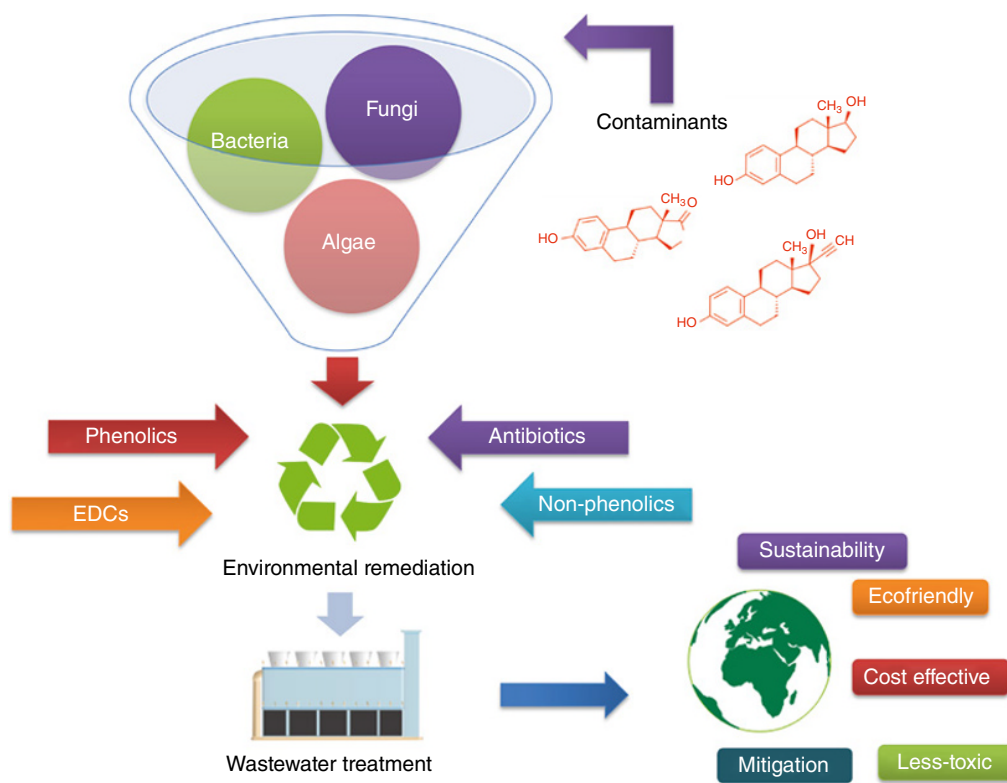 Bacteria
Fungi
Algae
Contaminants
CH3
OH
HO
CH3
O
HO
OH
CH3
CH
HO
Phenolics
Antibiotics
EDCs
Non-phenolics
Environmental remediation
Wastewater treatment
Sustainability
Ecofriendly
Cost effective
Less-toxic
Mitigation